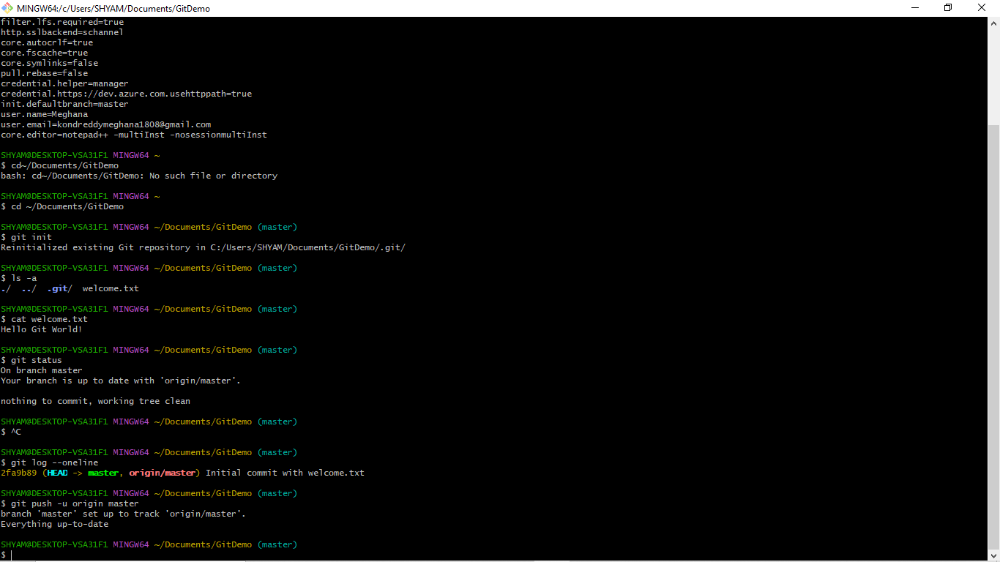 MINGW64:/c/Users/SHYAM/Documents/GitDemo
filter.lfs.required=true
http.sslbackend=schannel
core.autocrlf=true
core.fscache=true
core.symlinks=false
pull.rebase=false
credential.helper=manager
credential.https://dev.azure.com.usehttppath=true
init.defaultbranch=master
user.name=Meghana
user.email=kondreddymeghana1808@gmail.com
core.editor=notepad++ -multiInst -nosessionmultiInst
SHYAM@DESKTOP-VSA31F1 MINGW64 ~
$ cd~/Documents/GitDemo
bash: cd~/Documents/GitDemo: No such file or directory
SHYAM@DESKTOP-VSA31F1 MINGW64 ~
$ cd ~/Documents/GitDemo
SHYAM@DESKTOP-VSA31F1 MINGW64 ~/Documents/GitDemo (master)
$ git init
Reinitialized existing Git repository in C:/Users/SHYAM/Documents/GitDemo/.git/
SHYAM@DESKTOP-VSA31F1 MINGW64 ~/Documents/GitDemo (master)
$ ls -a
./  ../  .git/  welcome.txt
SHYAM@DESKTOP-VSA31F1 MINGW64 ~/Documents/GitDemo (master)
$ cat welcome.txt
Hello Git World!
SHYAM@DESKTOP-VSA31F1 MINGW64 ~/Documents/GitDemo (master)
$ git status
On branch master
Your branch is up to date with 'origin/master'.
nothing to commit, working tree clean
SHYAM@DESKTOP-VSA31F1 MINGW64 ~/Documents/GitDemo (master)
$ ^C
SHYAM@DESKTOP-VSA31F1 MINGW64 ~/Documents/GitDemo (master)
$ git log --oneline
2fa9b89 (HEAD -> master, origin/master) Initial commit with welcome.txt
SHYAM@DESKTOP-VSA31F1 MINGW64 ~/Documents/GitDemo (master)
$ git push -u origin master
branch 'master' set up to track 'origin/master'.
Everything up-to-date
SHYAM@DESKTOP-VSA31F1 MINGW64 ~/Documents/GitDemo (master)
$